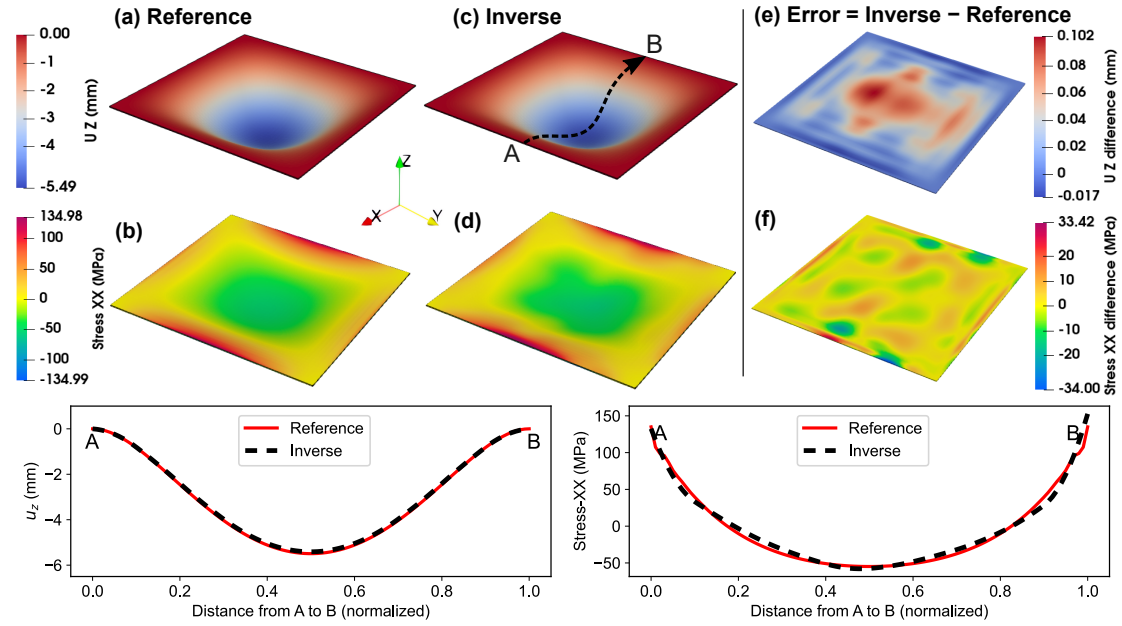 (a) Reference
(c) Inverse
(e) Error = Inverse − Reference
0.00
-1
-2
-3
-4
-5.49
U Z (mm)
A
B
0.102
0.08
0.06
0.04
0.02
0
-0.017
U Z difference (mm)
Z
X
Y
134.98
100
50
0
-50
-100
-134.99
Stress XX (MPa)
(b)
(d)
(f)
33.42
20
10
0
-10
-20
-34.00
Stress XX difference (MPa)
0
−2
−4
−6
u_z (mm)
A
B
Reference
Inverse
0.0 0.2 0.4 0.6 0.8 1.0
Distance from A to B (normalized)
150
100
50
0
−50
Stress-XX (MPa)
A
B
Reference
Inverse
0.0 0.2 0.4 0.6 0.8 1.0
Distance from A to B (normalized)